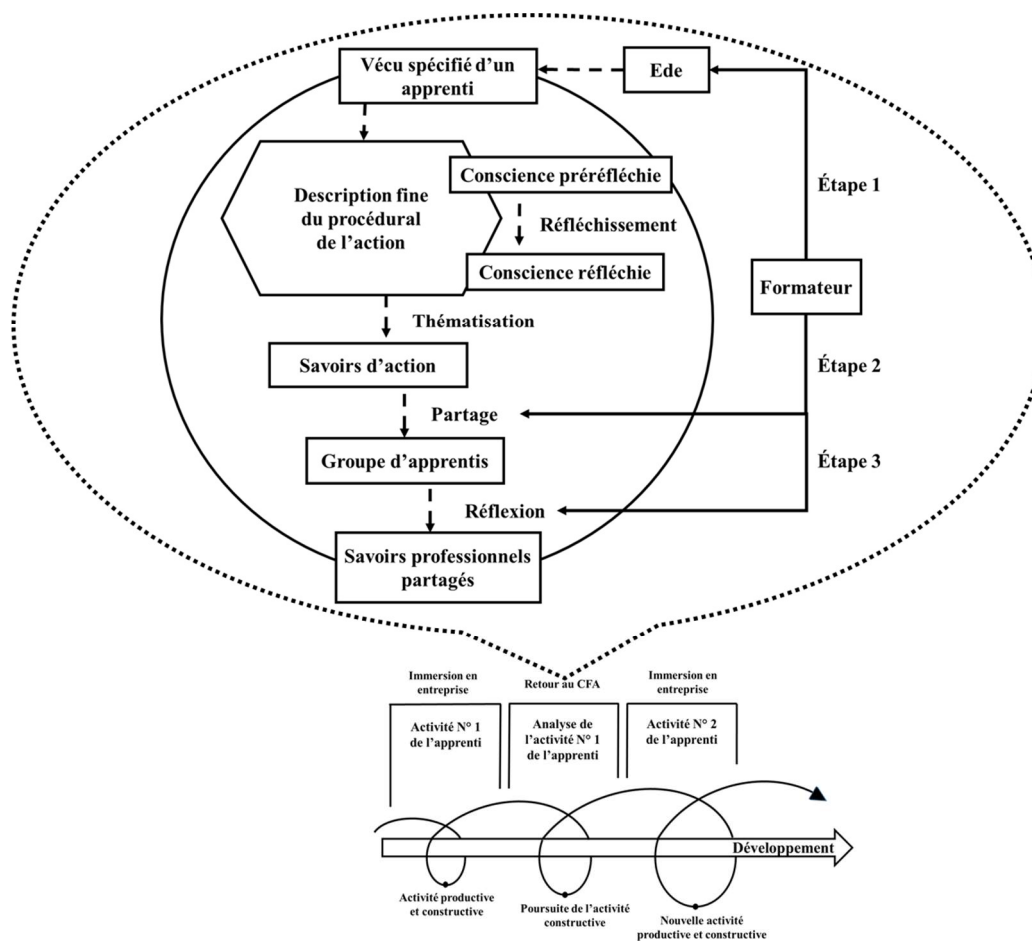 Vécu spécifié d'un
apprenti
Ede
Étape 1
Description fine
du procédural
de l'action
Conscience préréfléchie
Réfléchissement
Conscience réfléchie
Formateur
Thématisation
Savoirs d'action
Étape 2
Partage
Groupe d'apprentis
Étape 3
Réflexion
Savoirs professionnels
partagés
Immersion en
entreprise
Retour au CFA
Immersion en
entreprise
Activité N° 1
de l'apprenti
Analyse de
l'activité N° 1
de l'apprenti
Activité N° 2
de l'apprenti
Développement
Activité productive
et constructive
Poursuite de l'activité
constructive
Nouvelle activité
productive et constructive